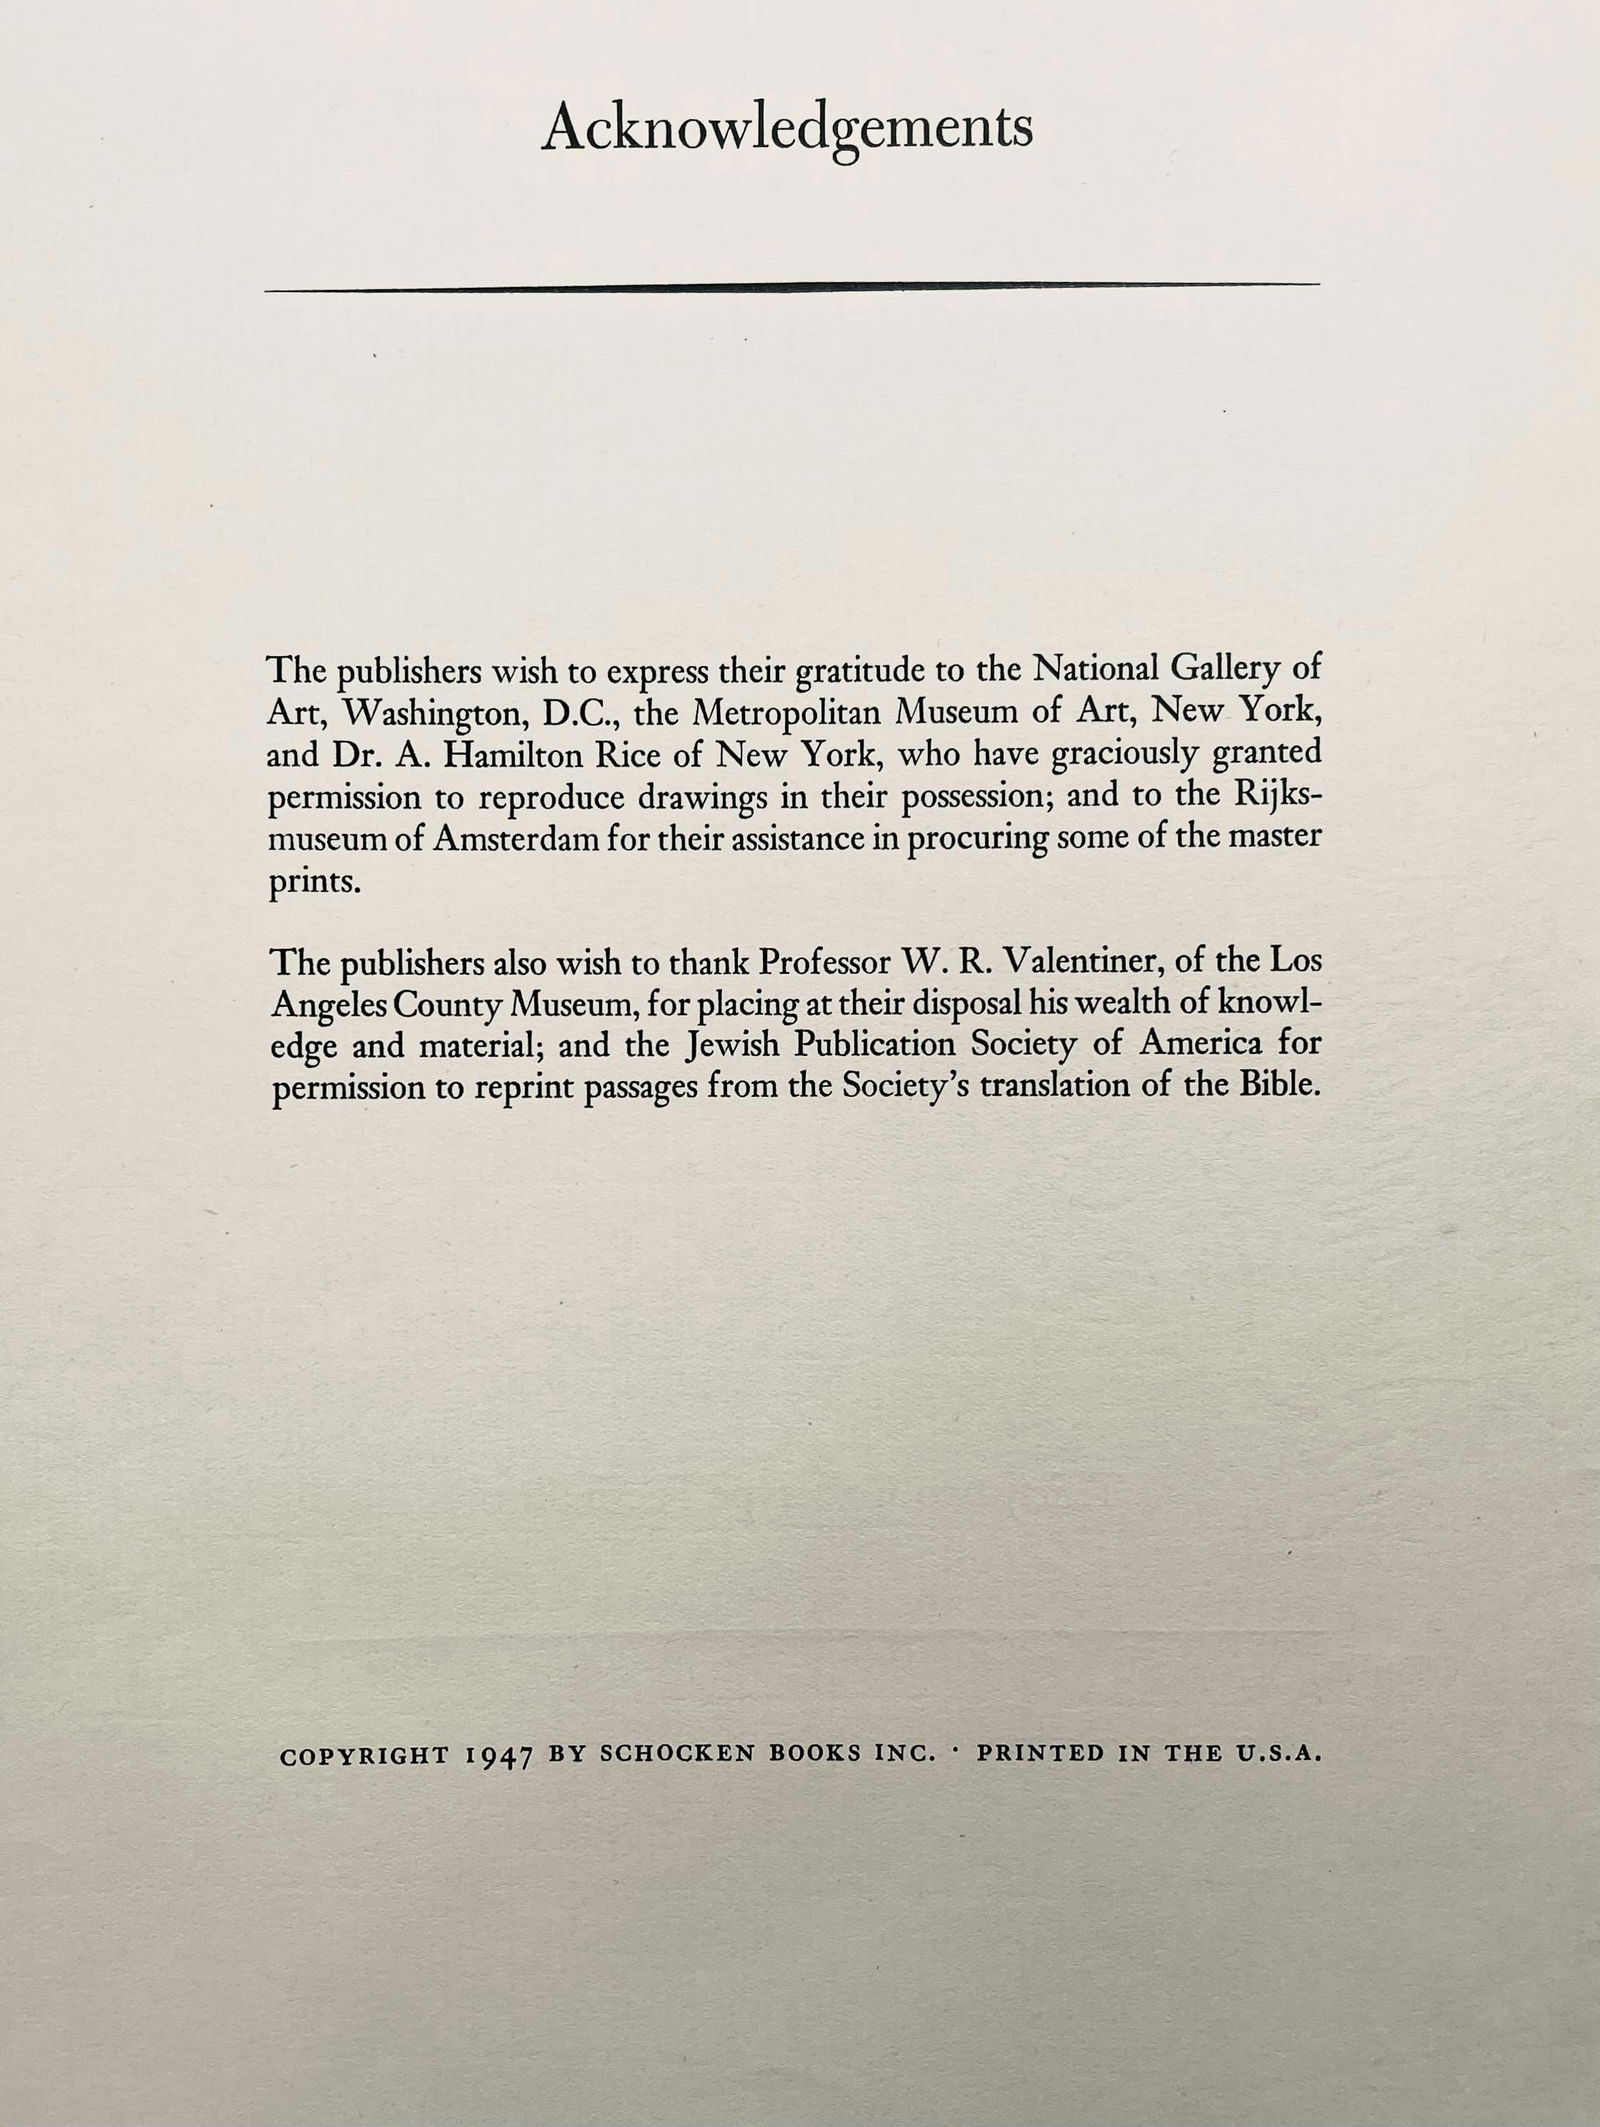 Acknowledgements
The publishers wish to express their gratitude to the National Gallery of
Art, Washington, D.C., the Metropolitan Museum of Art, New York,
and Dr. A. Hamilton Rice of New York, who have graciously granted
permission to reproduce drawings in their possession; and to the Rijks-
museum of Amsterdam for their assistance in procuring some of the master
prints.
The publishers also wish to thank Professor W. R. Valentiner, of the Los
Angeles County Museum, for placing at their disposal his wealth of knowl-
edge and material; and the Jewish Publication Society of America for
permission to reprint passages from the Society’s translation of the Bible.
COPYRIGHT 1947 BY SCHOCKEN BOOKS INC. · PRINTED IN THE U.S.A.